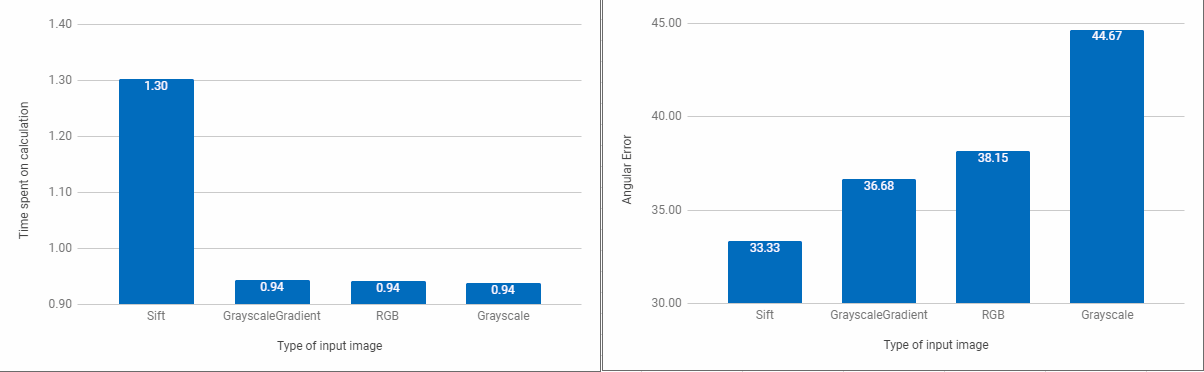 1.40
1.30
1.20
1.10
1.00
0.90
Time spent on calculation
1.30
0.94
0.94
0.94
Sift
GrayscaleGradient
RGB
Grayscale
Type of input image
45.00
40.00
35.00
30.00
Angular Error
33.33
36.68
38.15
44.67
Sift
GrayscaleGradient
RGB
Grayscale
Type of input image